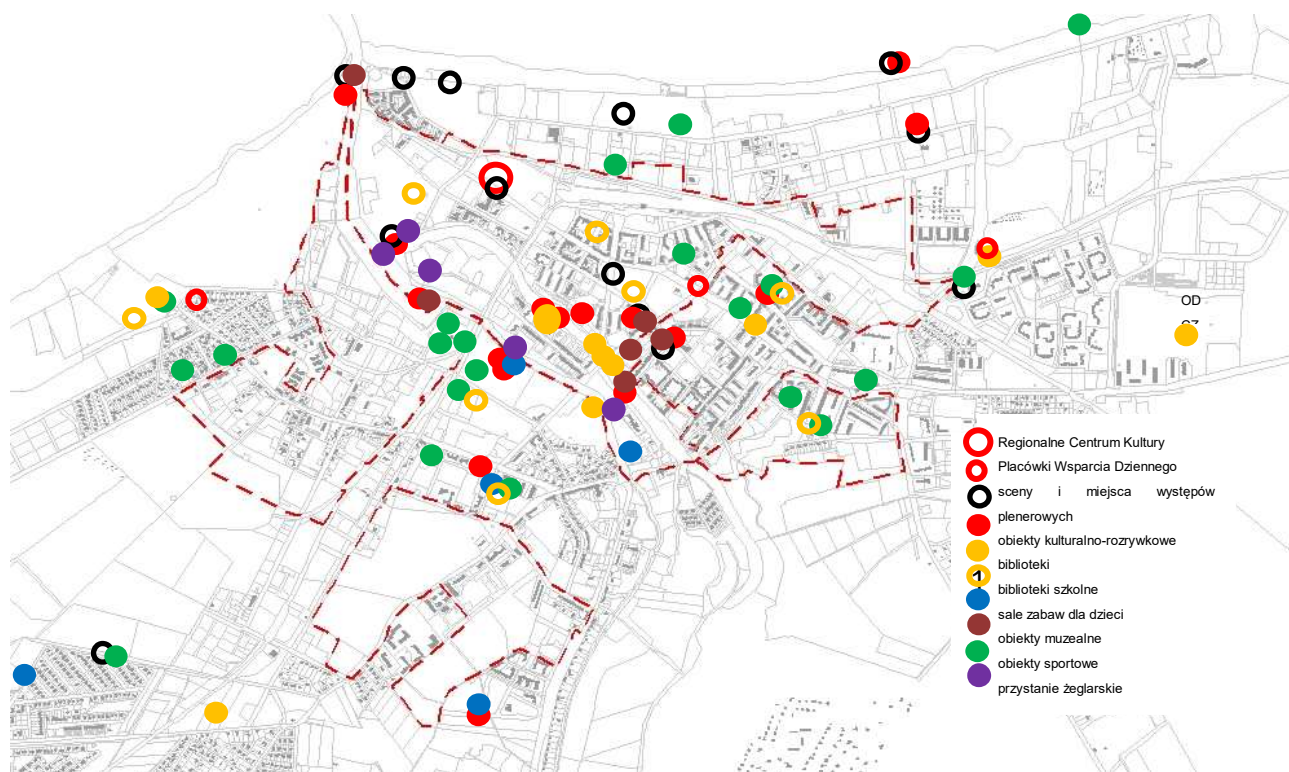 OD
Regionalne Centrum Kultury
Placówki Wsparcia Dziennego
sceny i miejsca występów
plenerowych
obiekty kulturalno-rozrywkowe
biblioteki
1
biblioteki szkolne
sale zabaw dla dzieci
obiekty muzealne
obiekty sportowe
przystanie żeglarskie